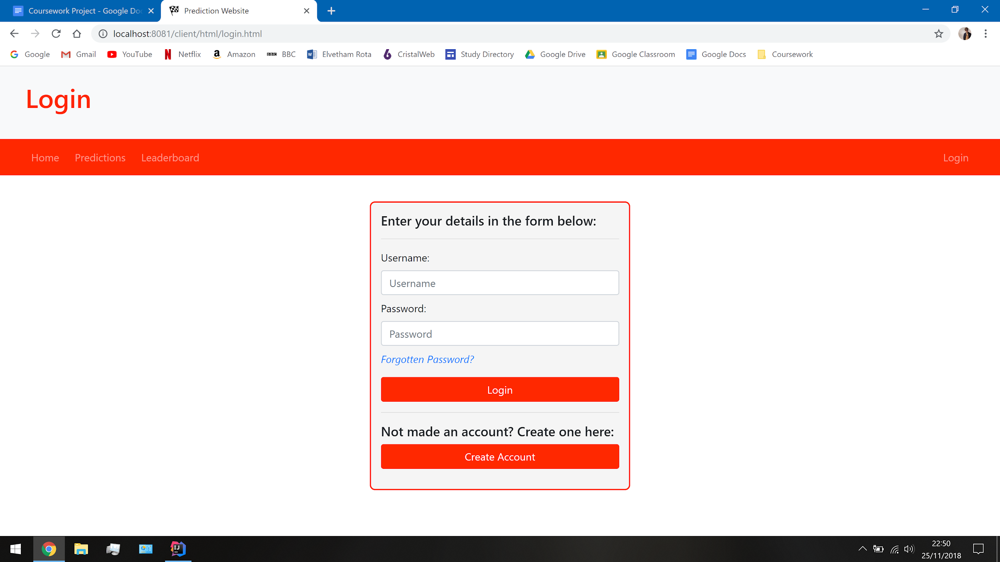 Coursework Project - Google Doc
Prediction Website
localhost:8081/client/html/login.html
Google
Gmail
YouTube
Netflix
a Amazon
BBC BBC
W Elvetham Rota
CristalWeb
Study Directory
Google Drive
Google Classroom
Google Docs
Coursework
Login
Home
Predictions
Leaderboard
Login
Enter your details in the form below:
Username:
Username
Password:
Password
Forgotten Password?
Login
Not made an account? Create one here:
Create Account
IJ
22:50
25/11/2018